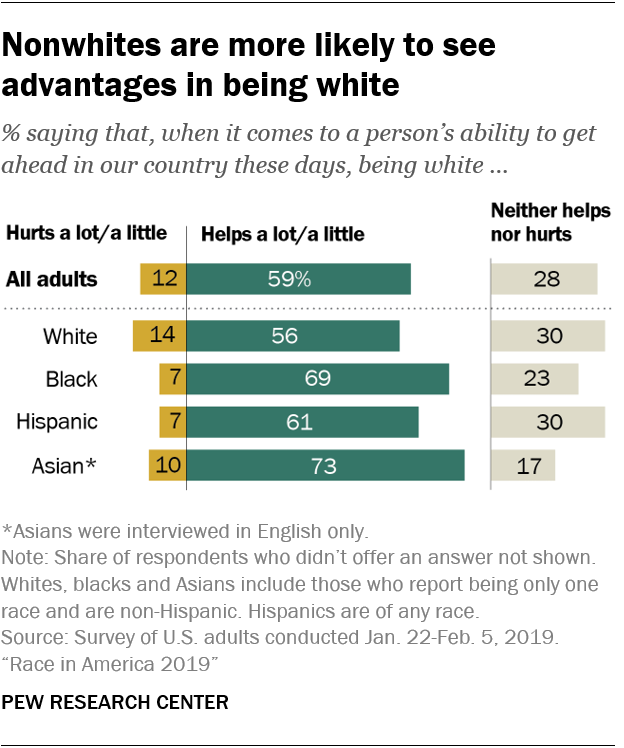 Nonwhites are more likely to see
advantages in being white
% saying that, when it comes to a person's ability to get
ahead in our country these days, being white ...
Hurts a lot/a little Helps a lot/a little Neither helps
nor hurts
All adults 12 59% 28
White 14 56 30
Black 7 69 23
Hispanic 7 61 30
Asian* 10 73 17
*Asians were interviewed in English only.
Note: Share of respondents who didn't offer an answer not shown.
Whites, blacks and Asians include those who report being only one
race and are non-Hispanic. Hispanics are of any race.
Source: Survey of U.S. adults conducted Jan. 22-Feb. 5, 2019.
“Race in America 2019”
PEW RESEARCH CENTER